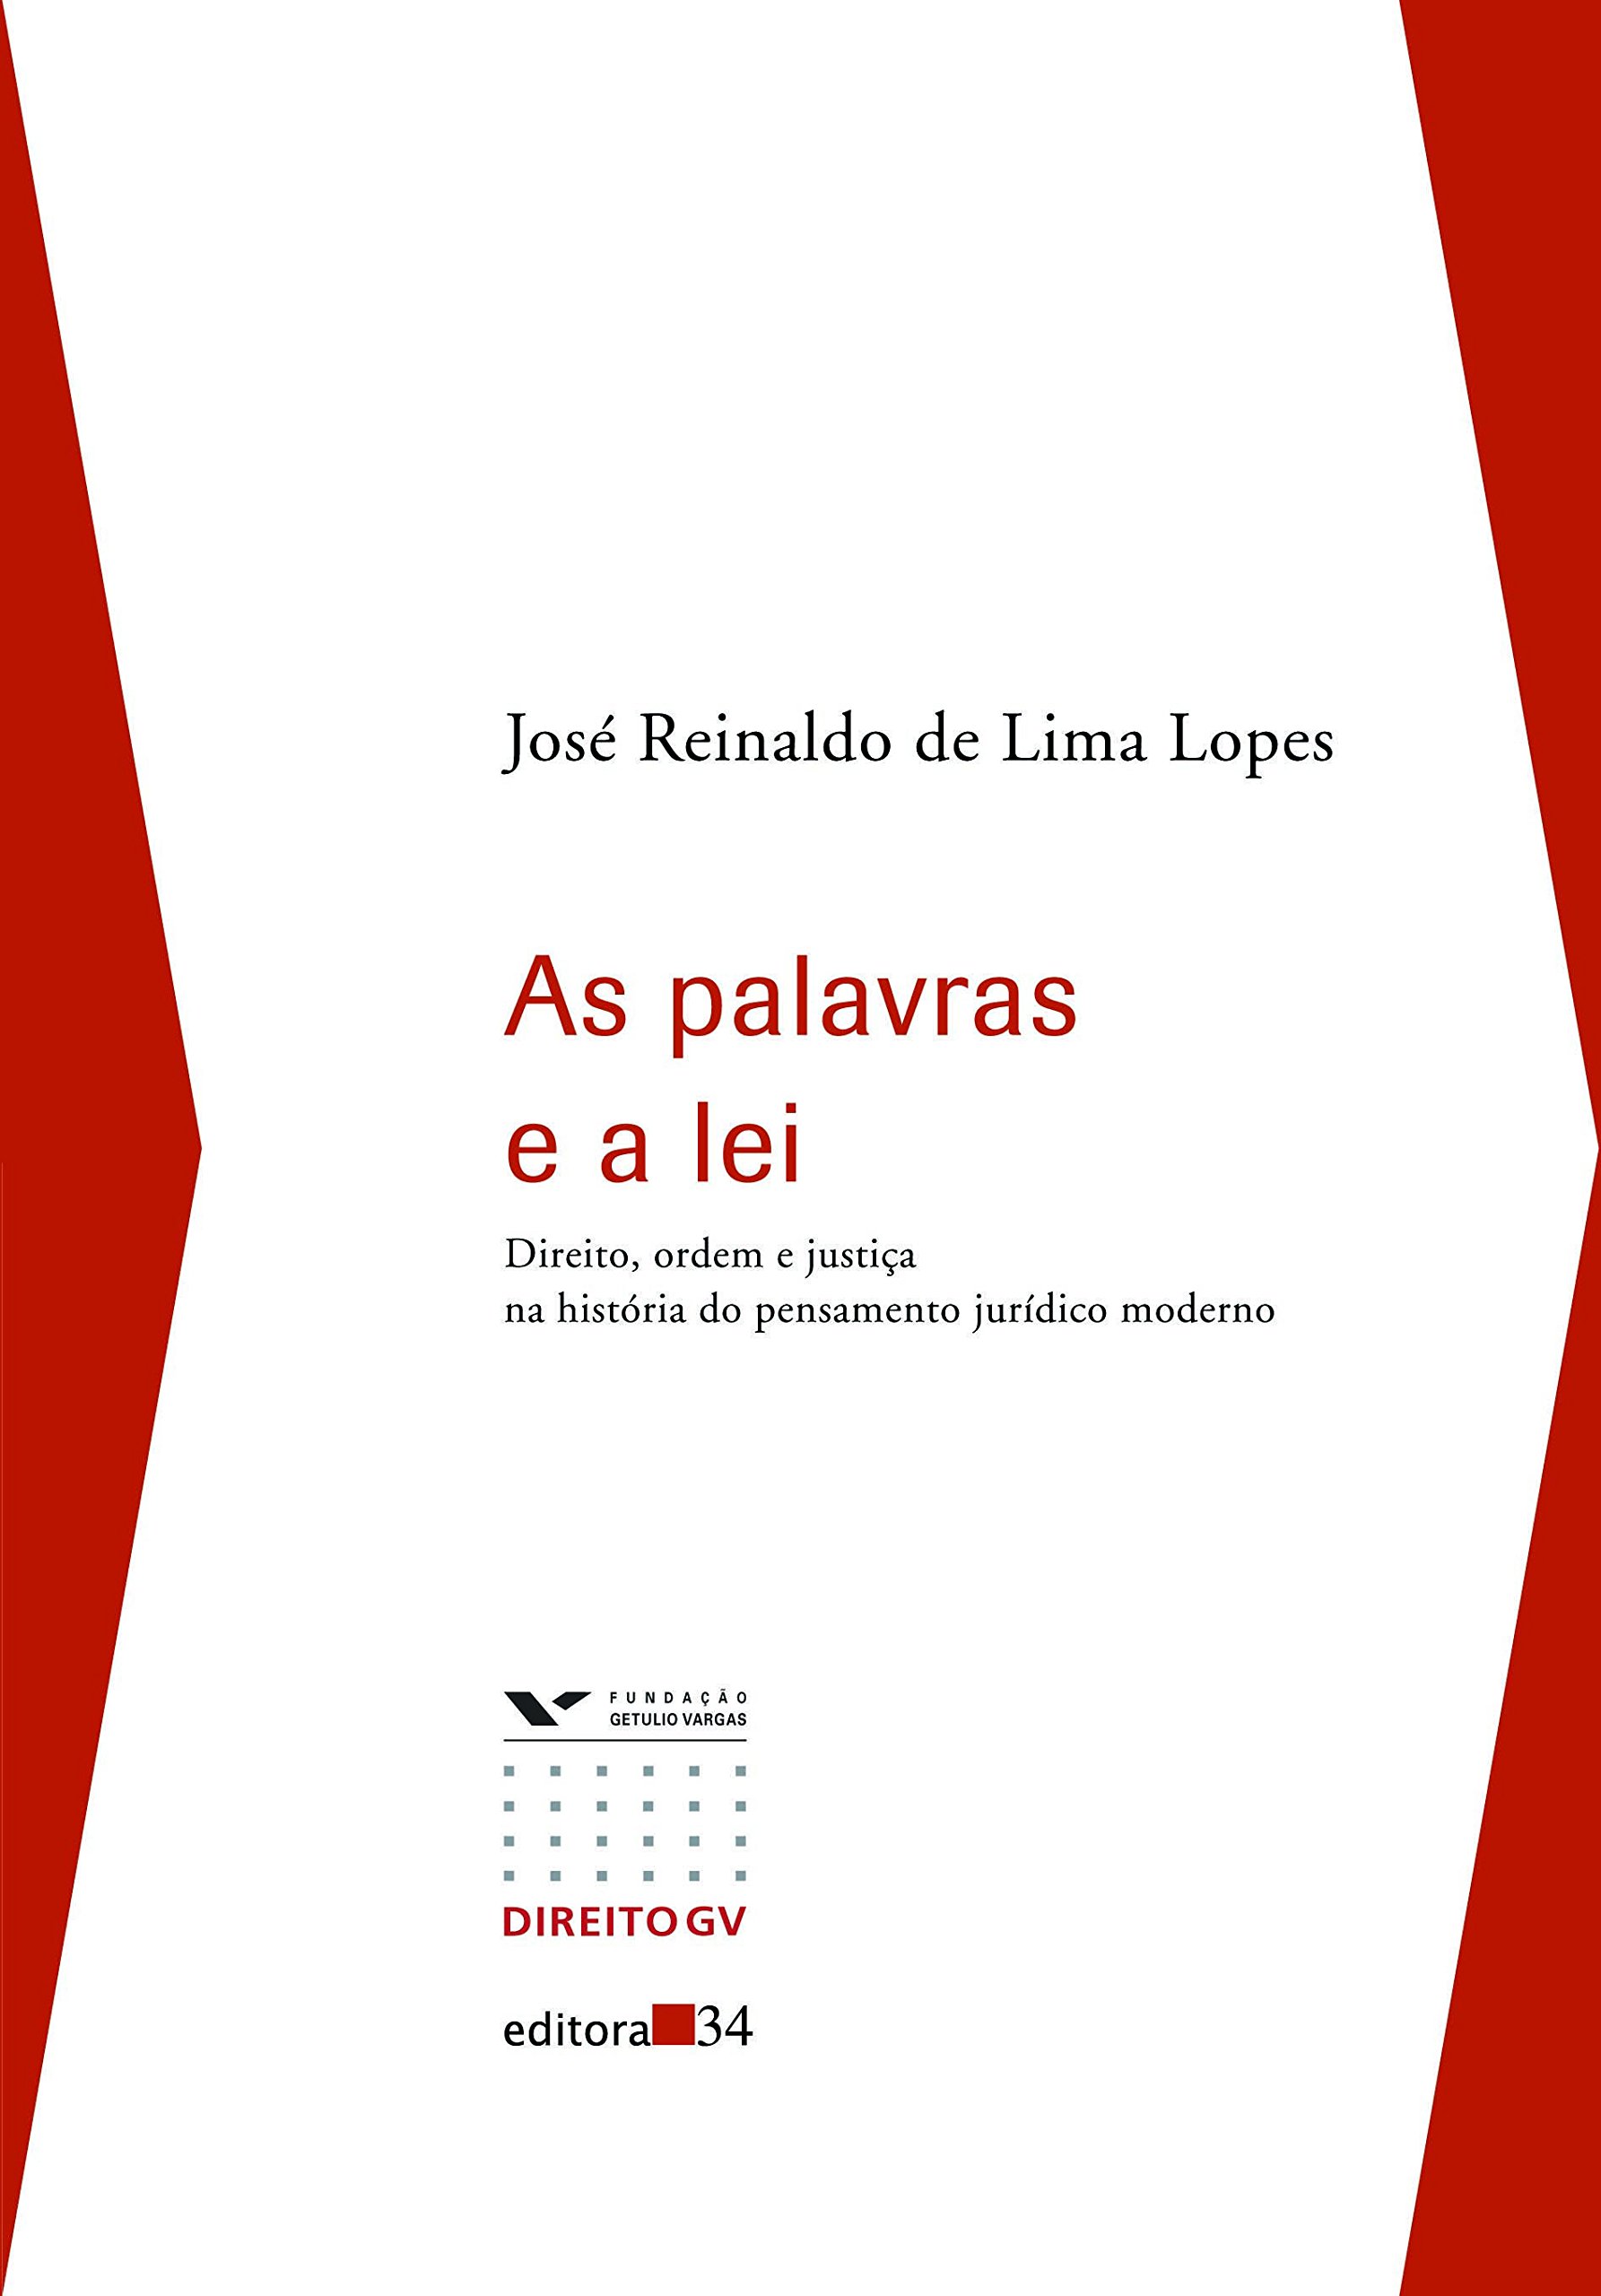 José Reinaldo de Lima Lopes
As palavras
e a lei
Direito, ordem e justiça
na história do pensamento jurídico moderno
FUNDAÇÃO
GETULIO VARGAS
DIREITO GV
editora 34